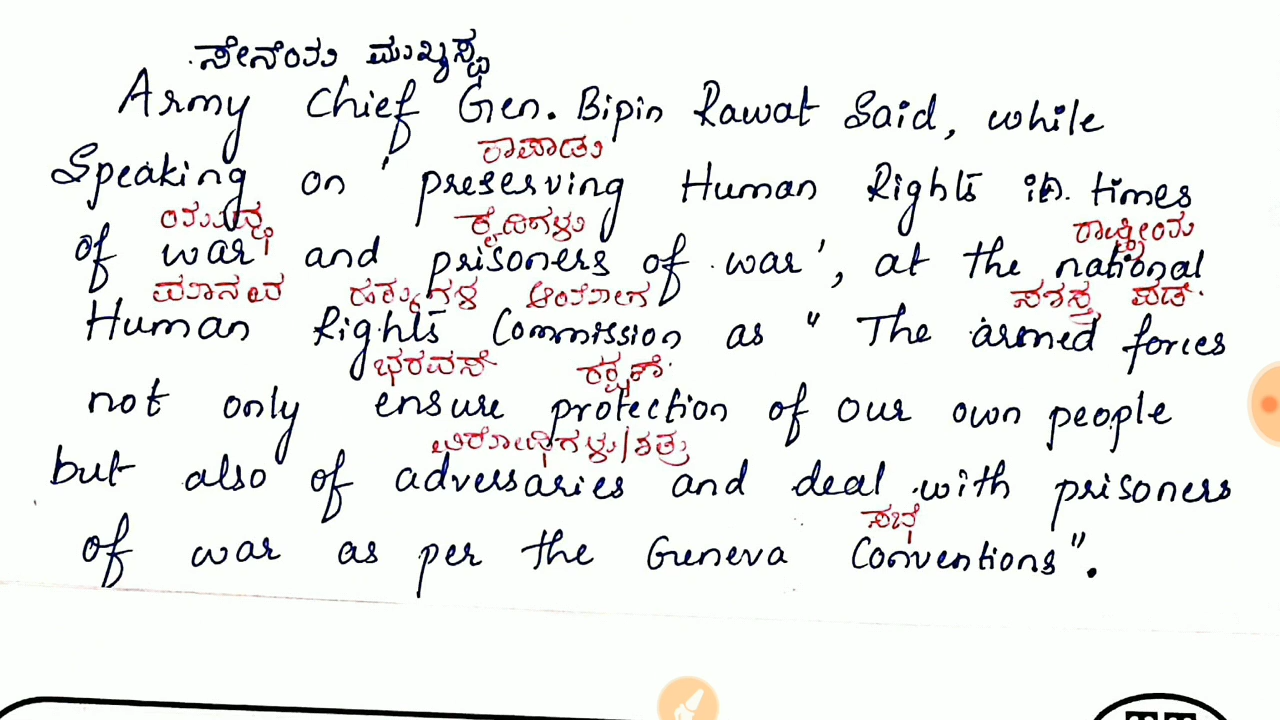 ಸೇನೆಯ ಮುಖ್ಯಸ್ಥ
Army Chief Gen. Bipin Rawat Said, while
ಕಾಪಾಡು
Speaking on 'preserving Human Rights in times
ಯುದ್ಧ ಕೈದಿಗಳು ರಾಷ್ಟ್ರೀಯ
of war and prisoners of war', at the national
ಮಾನವ ಹಕ್ಕುಗಳ ಆಯೋಗ ಸಶಸ್ತ್ರ ಪಡೆ
Human Rights Commission as "The armed forces
ಭರವಸೆ ರಕ್ಷಣೆ
not only ensure protection of our own people
ವಿರೋಧಿಗಳು/ಶತ್ರು
but also of adversaries and deal with prisoners
ಸಭೆ
of war as per the Geneva Conventions".